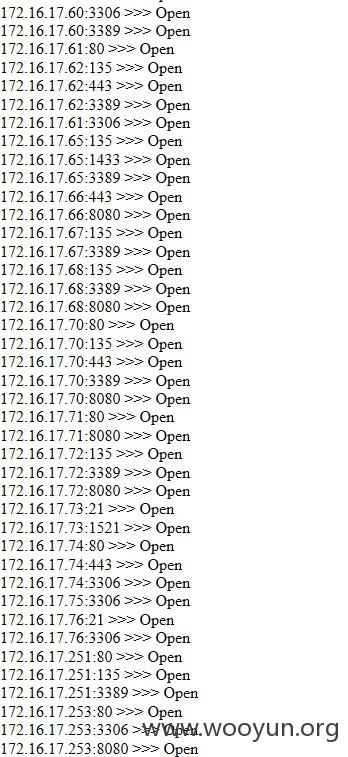 172.16.17.60:3306 >>> Open
172.16.17.60:3389 >>> Open
172.16.17.61:80 >>> Open
172.16.17.62:135 >>> Open
172.16.17.62:443 >>> Open
172.16.17.62:3389 >>> Open
172.16.17.61:3306 >>> Open
172.16.17.65:135 >>> Open
172.16.17.65:1433 >>> Open
172.16.17.65:3389 >>> Open
172.16.17.66:443 >>> Open
172.16.17.66:8080 >>> Open
172.16.17.67:135 >>> Open
172.16.17.67:3389 >>> Open
172.16.17.68:135 >>> Open
172.16.17.68:3389 >>> Open
172.16.17.68:8080 >>> Open
172.16.17.70:80 >>> Open
172.16.17.70:135 >>> Open
172.16.17.70:443 >>> Open
172.16.17.70:3389 >>> Open
172.16.17.70:8080 >>> Open
172.16.17.71:80 >>> Open
172.16.17.71:8080 >>> Open
172.16.17.72:135 >>> Open
172.16.17.72:3389 >>> Open
172.16.17.72:8080 >>> Open
172.16.17.73:21 >>> Open
172.16.17.73:1521 >>> Open
172.16.17.74:80 >>> Open
172.16.17.74:443 >>> Open
172.16.17.74:3306 >>> Open
172.16.17.75:3306 >>> Open
172.16.17.76:21 >>> Open
172.16.17.76:3306 >>> Open
172.16.17.251:80 >>> Open
172.16.17.251:135 >>> Open
172.16.17.251:3389 >>> Open
172.16.17.253:80 >>> Open
172.16.17.253:3306 >>> Open
www.wooyun.org
172.16.17.253:8080 >>> Open